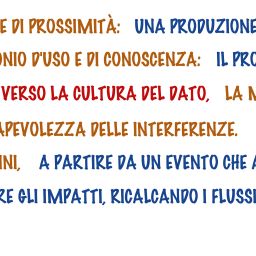 E DI PROSSIMITÀ: UNA PRODUZIONE
ONIO D'USO E DI CONOSCENZA: IL PRO
VERSO LA CULTURA DEL DATO, LA M
APEVOLEZZA DELLE INTERFERENZE.
NI, A PARTIRE DA UN EVENTO CHE A
RE GLI IMPATTI, RICALCANDO I FLUSSI